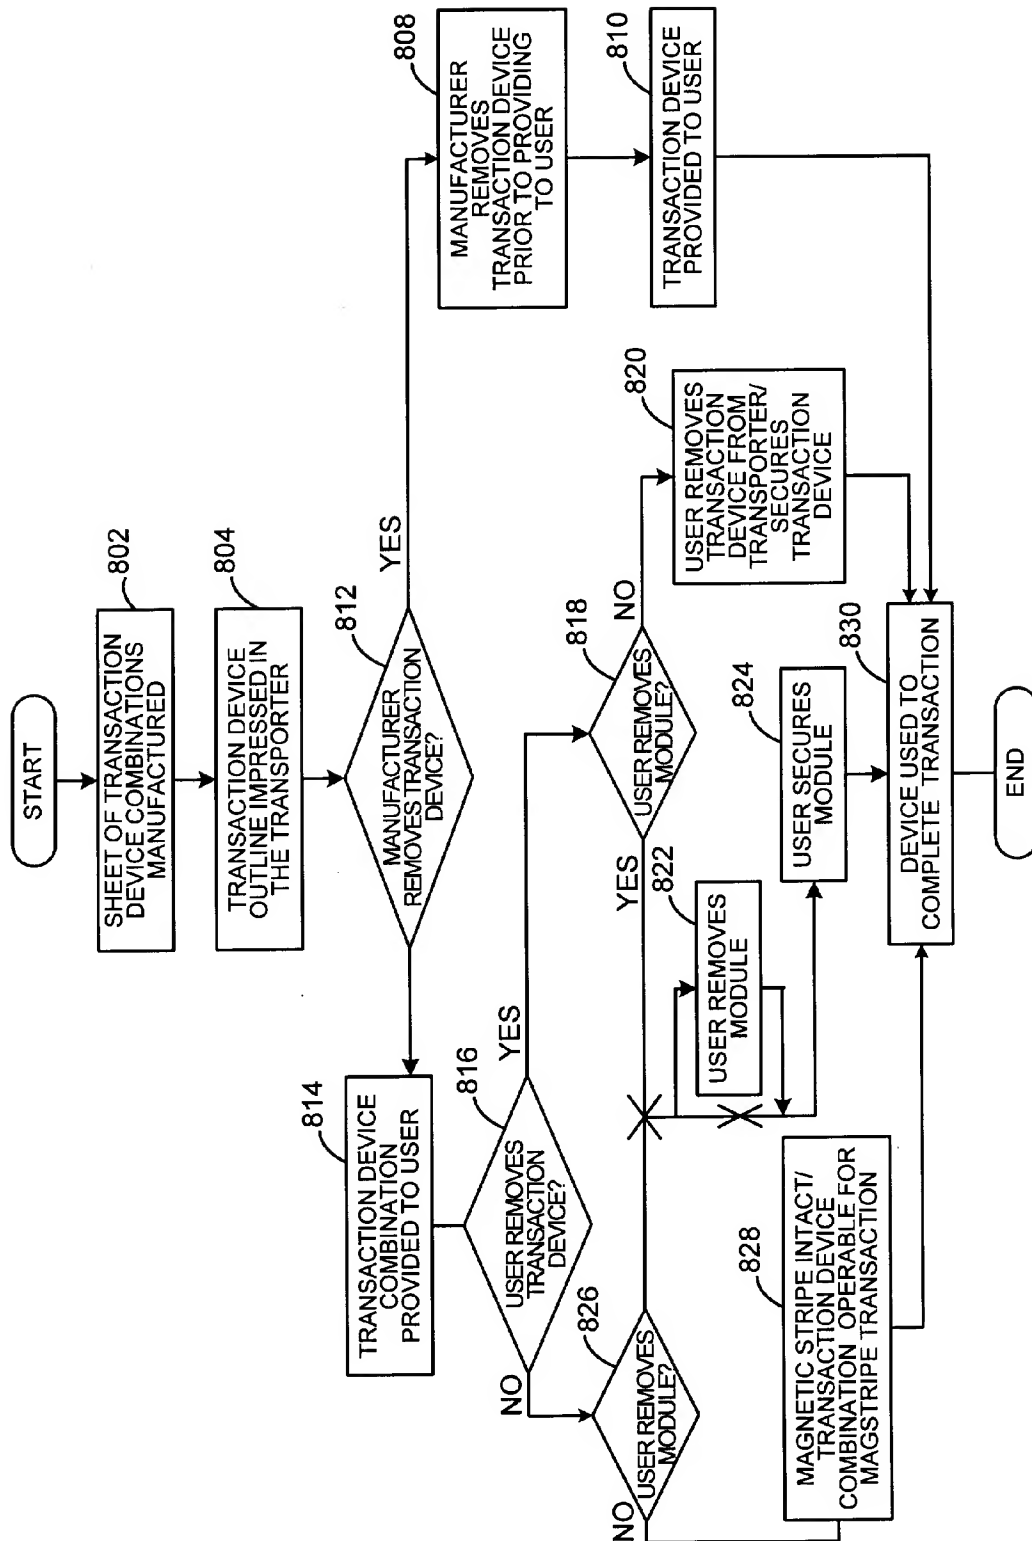 START
802
SHEET OF TRANSACTION
DEVICE COMBINATIONS
MANUFACTURED
804
TRANSACTION DEVICE
OUTLINE IMPRESSED IN
THE TRANSPORTER
812
MANUFACTURER
REMOVES TRANSACTION
DEVICE?
YES
808
MANUFACTURER
REMOVES
TRANSACTION DEVICE
PRIOR TO PROVIDING
TO USER
810
TRANSACTION DEVICE
PROVIDED TO USER
814
TRANSACTION DEVICE
COMBINATION
PROVIDED TO USER
816
USER REMOVES
TRANSACTION
DEVICE?
YES
NO
818
USER REMOVES
MODULE?
NO
YES
820
USER REMOVES
TRANSACTION
DEVICE FROM
TRANSPORTER/
SECURES
TRANSACTION
DEVICE
822
USER REMOVES
MODULE
824
USER SECURES
MODULE
826
USER REMOVES
MODULE?
NO
828
MAGNETIC STRIPE INTACT/
TRANSACTION DEVICE
COMBINATION OPERABLE FOR
MAGSTRIPE TRANSACTION
830
DEVICE USED TO
COMPLETE TRANSACTION
END